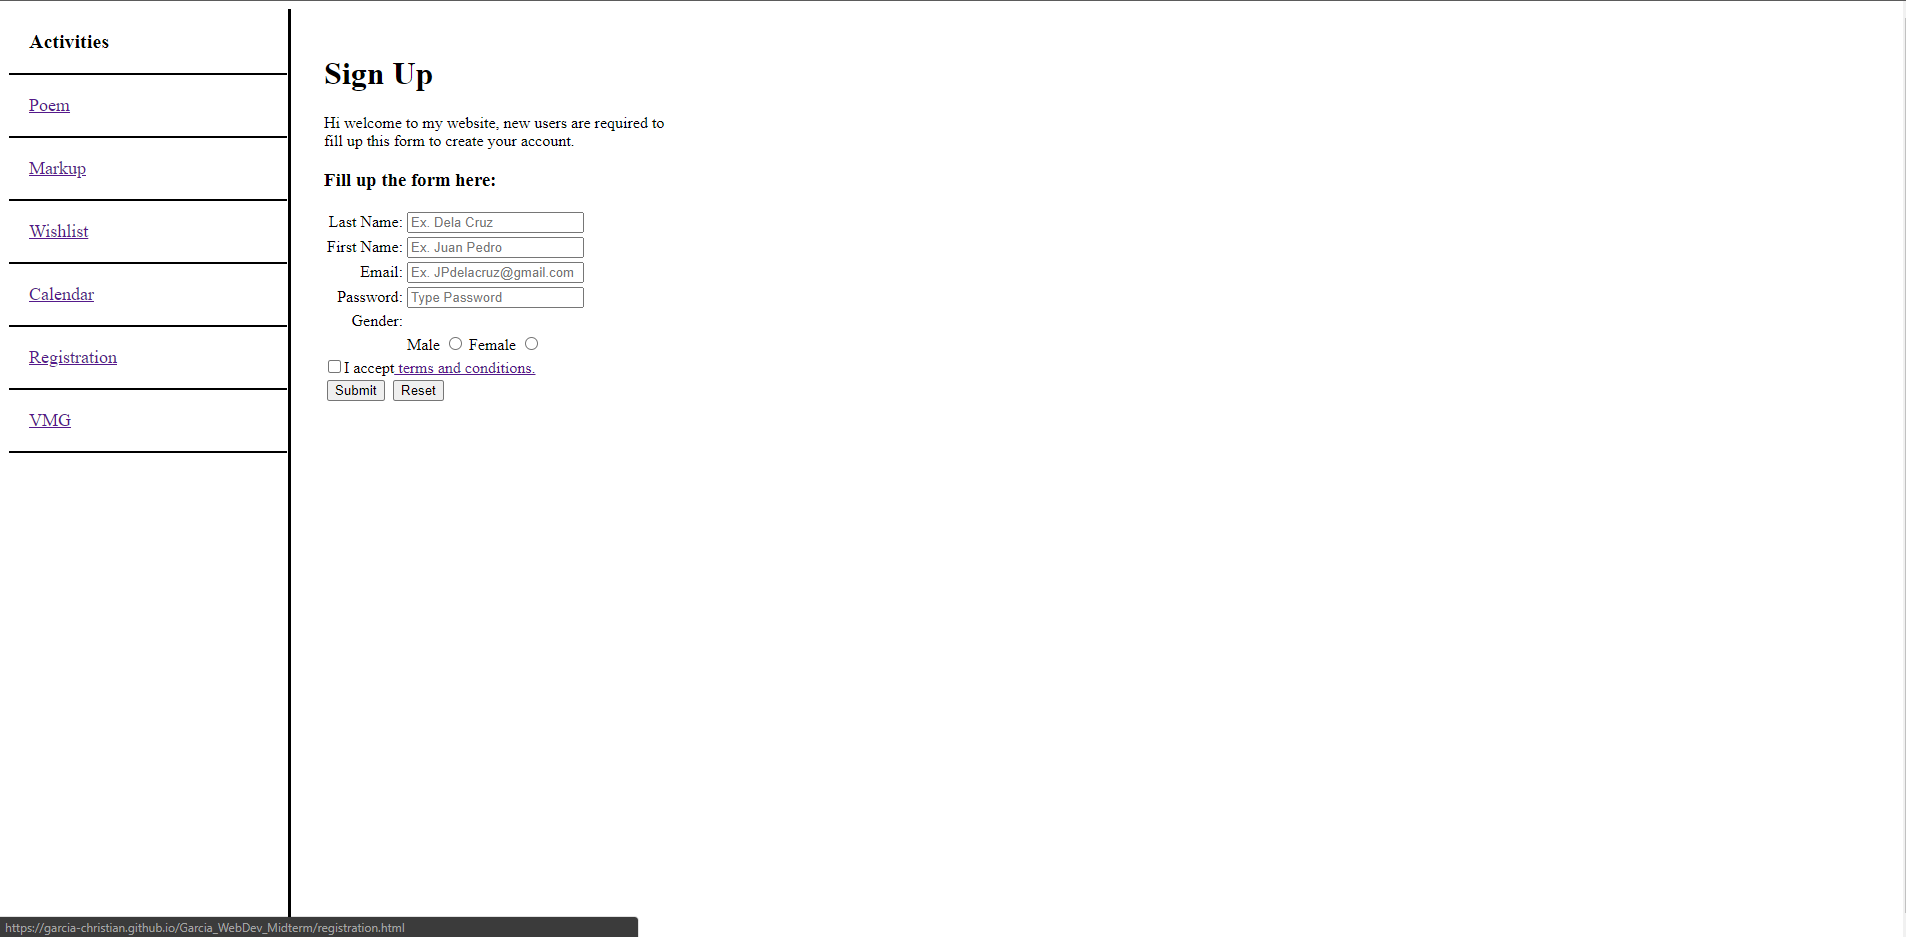 Activities
Poem
Markup
Wishlist
Calendar
Registration
VMG
Sign Up
Hi welcome to my website, new users are required to
fill up this form to create your account.
Fill up the form here:
Last Name: Ex. Dela Cruz
First Name: Ex. Juan Pedro
Email: Ex. JPdelacruz@gmail.com
Password: Type Password
Gender:
Male Female
I accept terms and conditions.
Submit Reset
https://garcia-christian.github.io/Garcia_WebDev_Midterm/registration.html